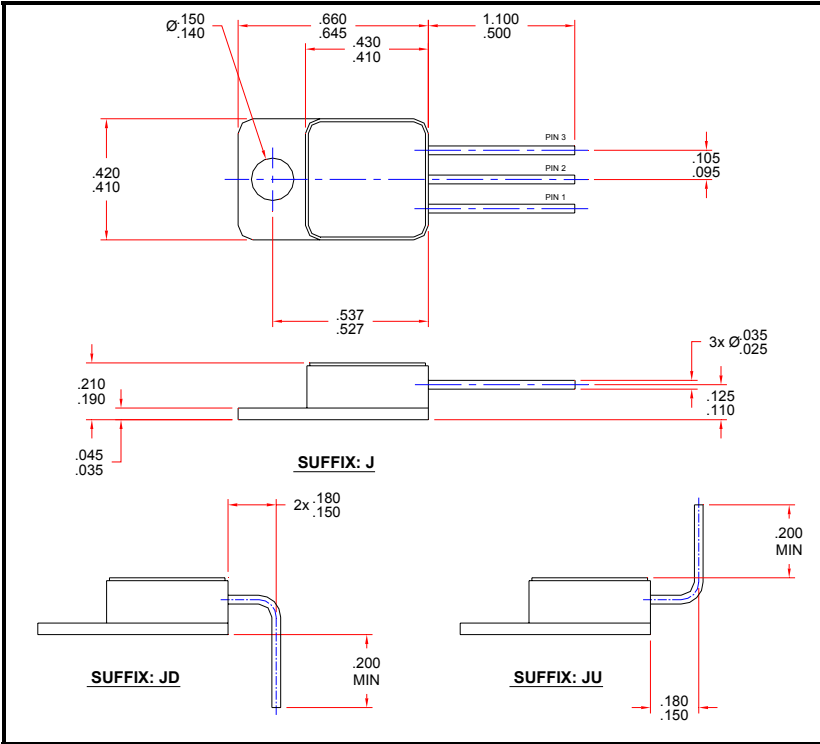 Ø.150
.140
.660
.645
1.100
.500
.430
.410
PIN 3
PIN 2
PIN 1
.105
.095
.420
.410
.537
.527
3x Ø.035
.025
.210
.190
.125
.110
.045
.035
SUFFIX: J
2x .180
.150
.200
MIN
.200
MIN
SUFFIX: JD
SUFFIX: JU
.180
.150